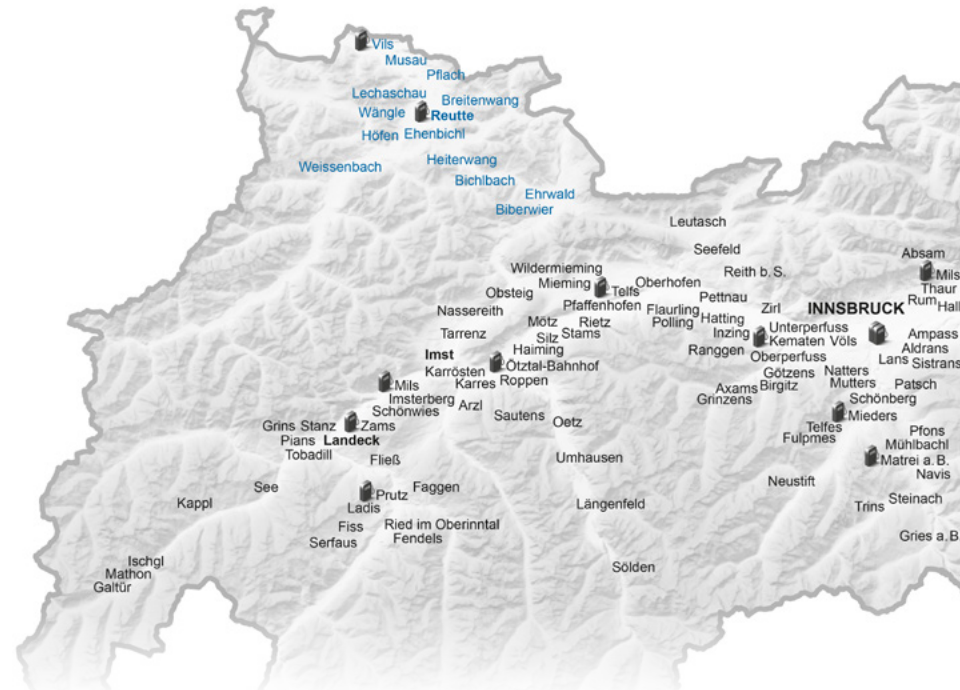 Vils
Musau
Pflach
Lechaschau
Breitenwang
Wängle
Reutte
Höfen
Ehenbichl
Heiterwang
Weissenbach
Bichlbach
Ehrwald
Biberwier
Leutasch
Seefeld
Absam
Wildermieming
Reith b. S.
Mils
Mieming
Telfs
Oberhofen
Thaur
Obsteig
Pettnau
Rum
Hall
Pfaffenhofen
Flaurling
Zirl
INNSBRUCK
Nassereith
Mötz
Rietz
Polling
Hatting
Unterperfuss
Tarrenz
Silz
Stams
Inzing
Kematen
Völs
Ampass
Haiming
Ranggen
Oberperfuss
Aldrans
Imst
Lans
Sistrans
Karrösten
Ötztal-Bahnhof
Götzens
Natters
Mils
Karres
Roppen
Axams
Birgitz
Mutters
Patsch
Imsterberg
Grinzens
Schönberg
Schönwies
Arzl
Sautens
Oetz
Mieders
Grins
Stanz
Zams
Telfes
Pfons
Pians
Landeck
Fulpmes
Mühlbachl
Tobadill
Fließ
Umhausen
Matrei a. B.
Navis
See
Faggen
Neustift
Kappl
Prutz
Längenfeld
Steinach
Ladis
Trins
Fiss
Ried im Oberinntal
Serfaus
Fendels
Gries a. B
Ischgl
Sölden
Mathon
Galtür